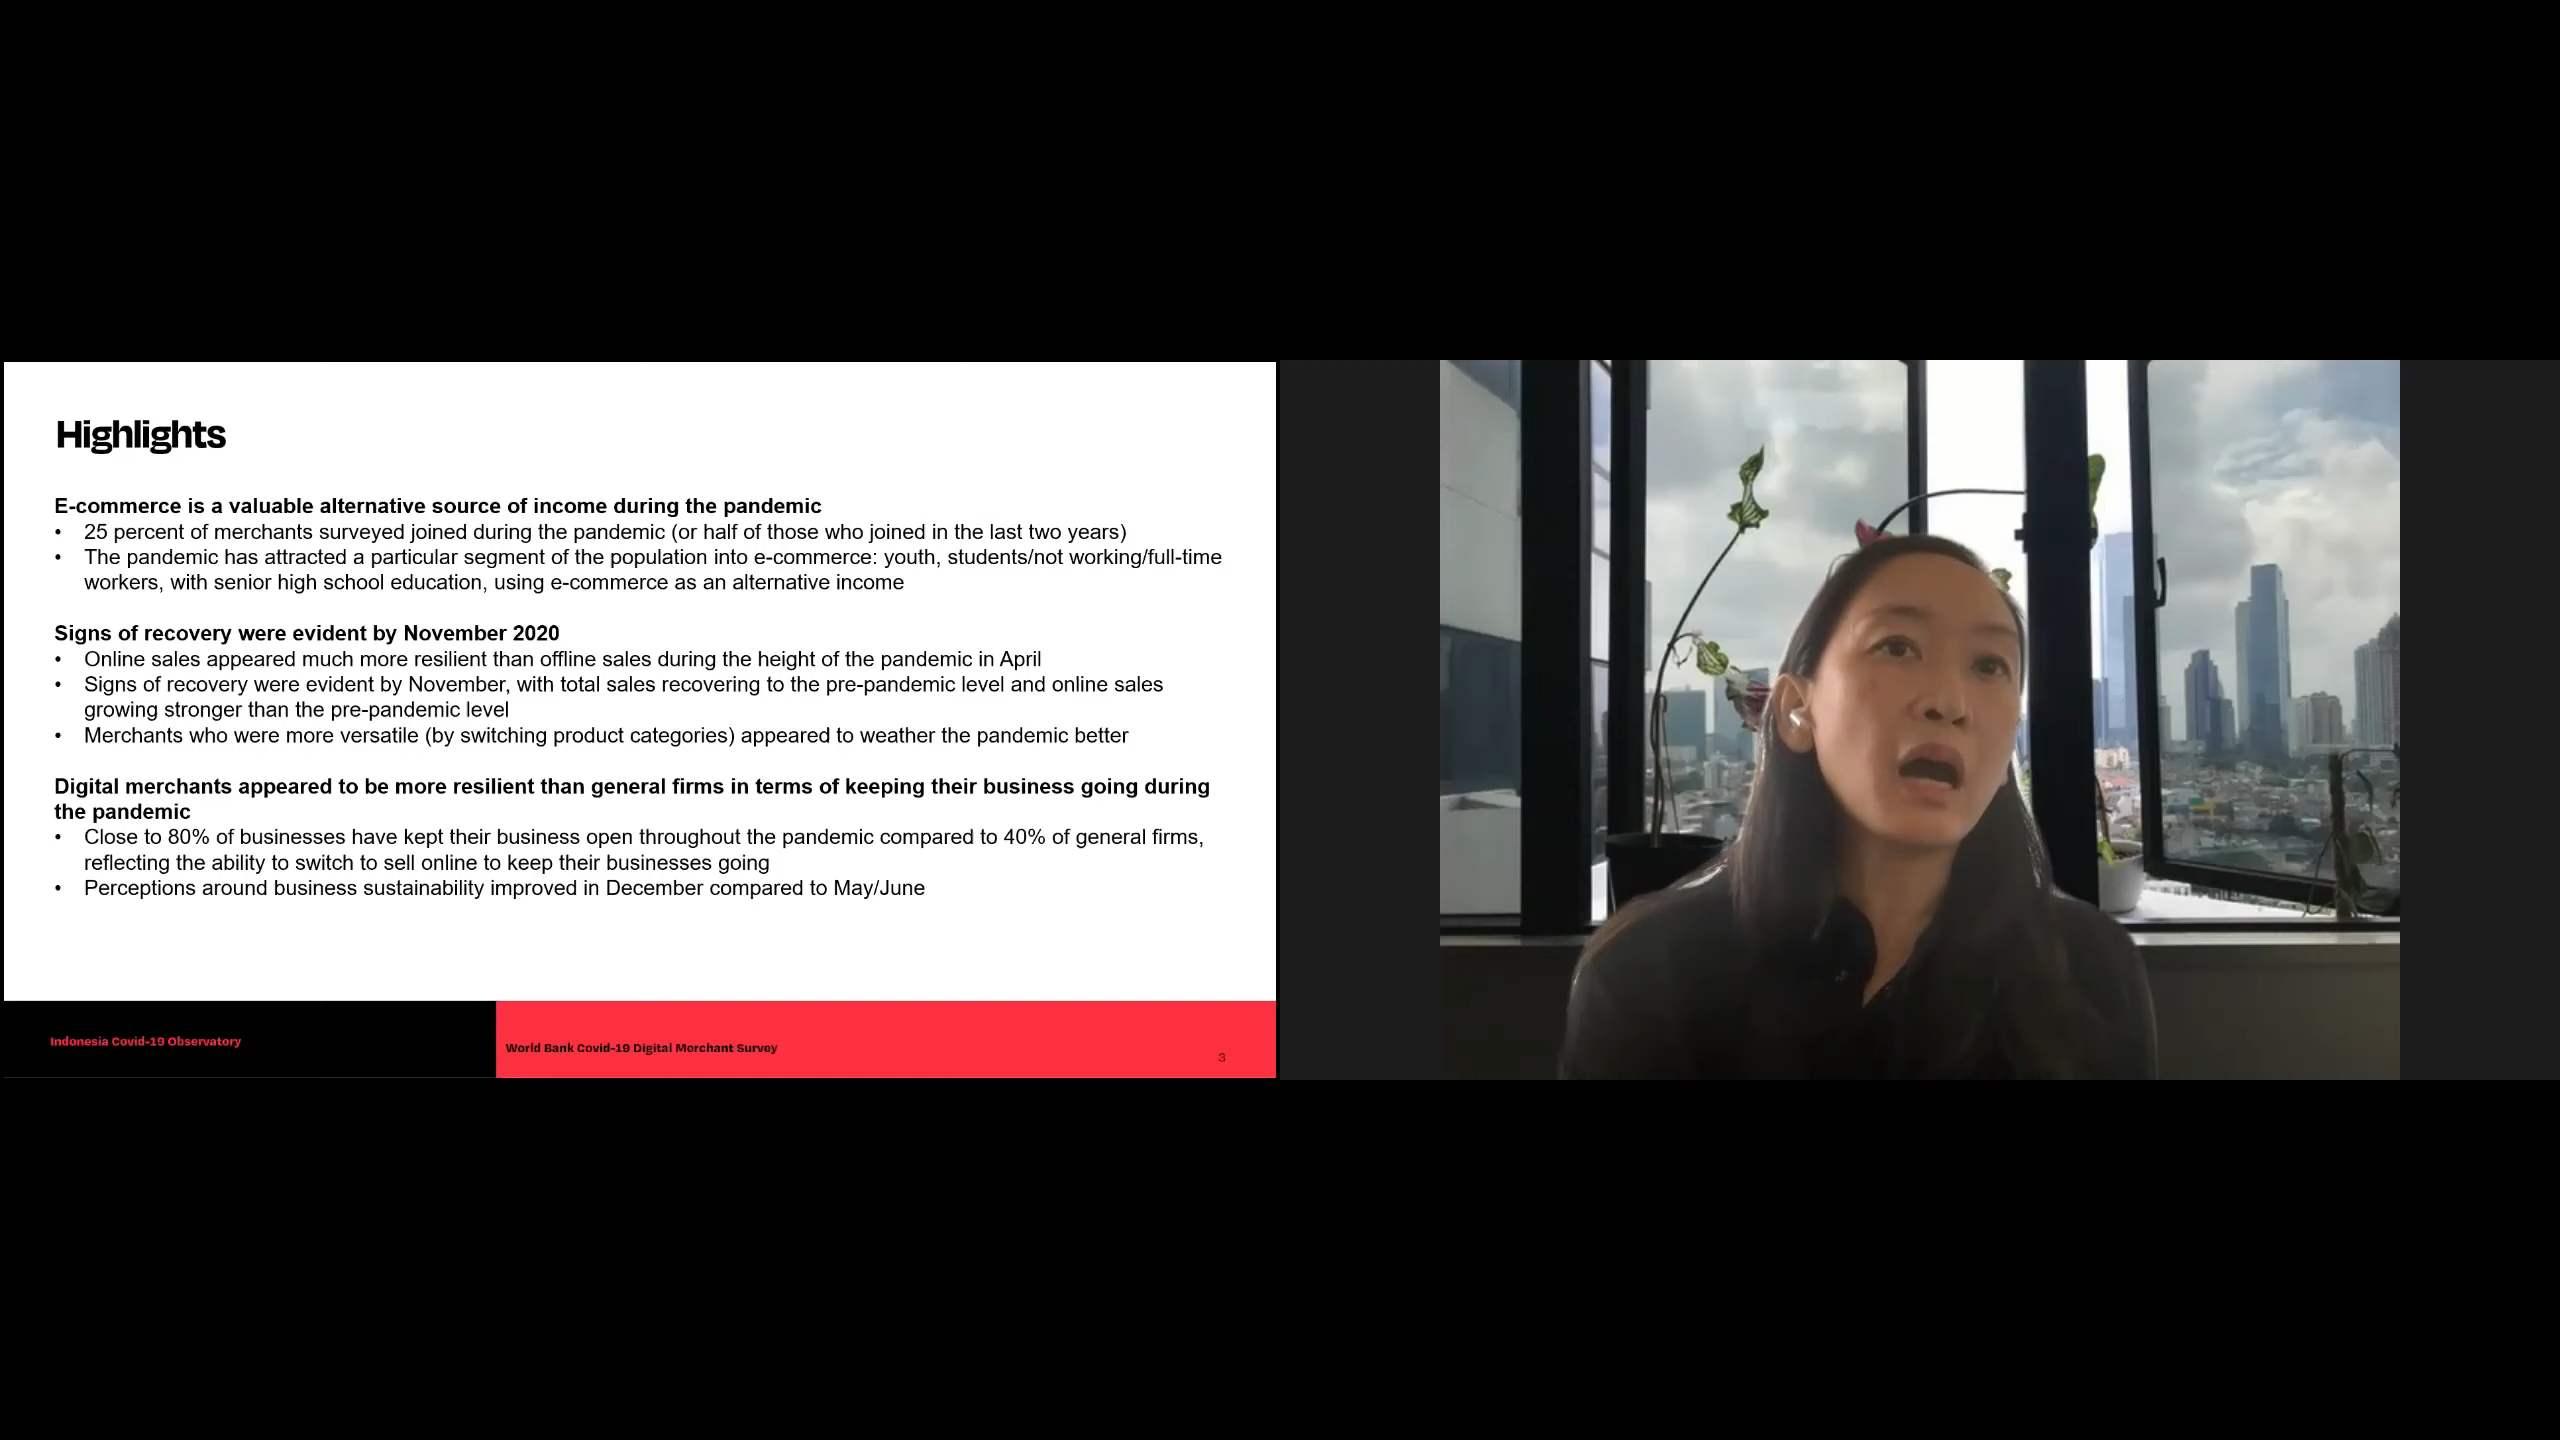 Highlights
E-commerce is a valuable alternative source of income during the pandemic
• 25 percent of merchants surveyed joined during the pandemic (or half of those who joined in the last two years)
• The pandemic has attracted a particular segment of the population into e-commerce: youth, students/not working/full-time
workers, with senior high school education, using e-commerce as an alternative income
Signs of recovery were evident by November 2020
• Online sales appeared much more resilient than offline sales during the height of the pandemic in April
• Signs of recovery were evident by November, with total sales recovering to the pre-pandemic level and online sales
growing stronger than the pre-pandemic level
• Merchants who were more versatile (by switching product categories) appeared to weather the pandemic better
Digital merchants appeared to be more resilient than general firms in terms of keeping their business going during
the pandemic
• Close to 80% of businesses have kept their business open throughout the pandemic compared to 40% of general firms,
reflecting the ability to switch to sell online to keep their businesses going
• Perceptions around business sustainability improved in December compared to May/June
Indonesia Covid-19 Observatory
World Bank Covid-19 Digital Merchant Survey
3